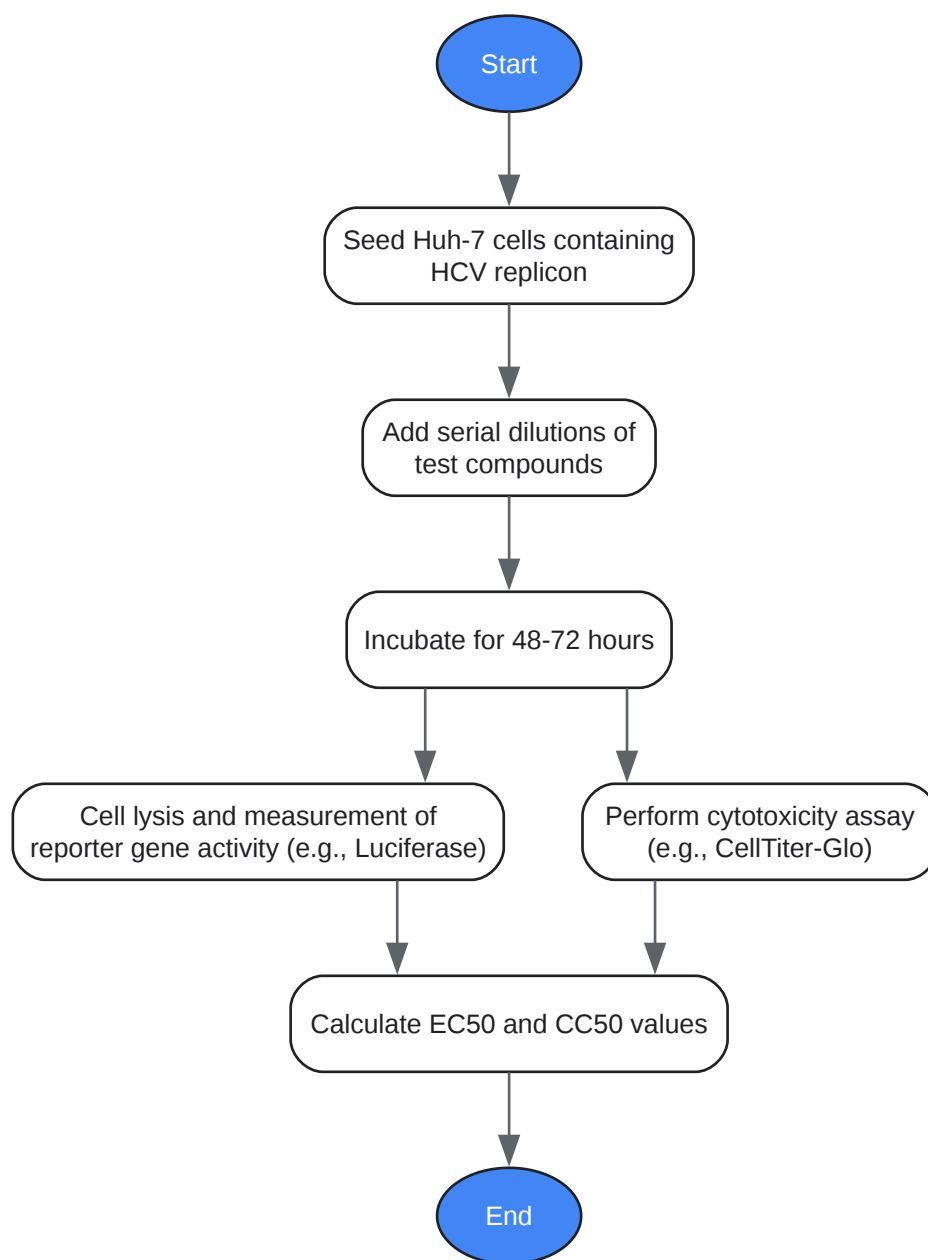 Start
Seed Huh-7 cells containing
HCV replicon
Add serial dilutions of
test compounds
Incubate for 48-72 hours
Cell lysis and measurement of
reporter gene activity (e.g., Luciferase)
Perform cytotoxicity assay
(e.g., CellTiter-Glo)
Calculate EC50 and CC50 values
End